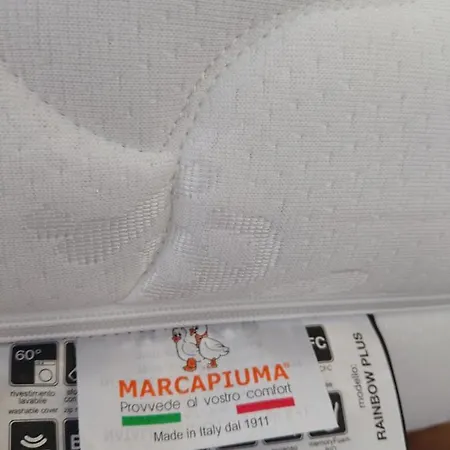 60°
rivestimento
lavabile
washable cover
MARCAPIUMA®
Provvede al vostro comfort
Made in Italy dal 1911
modello:
RAINBOW PLUS